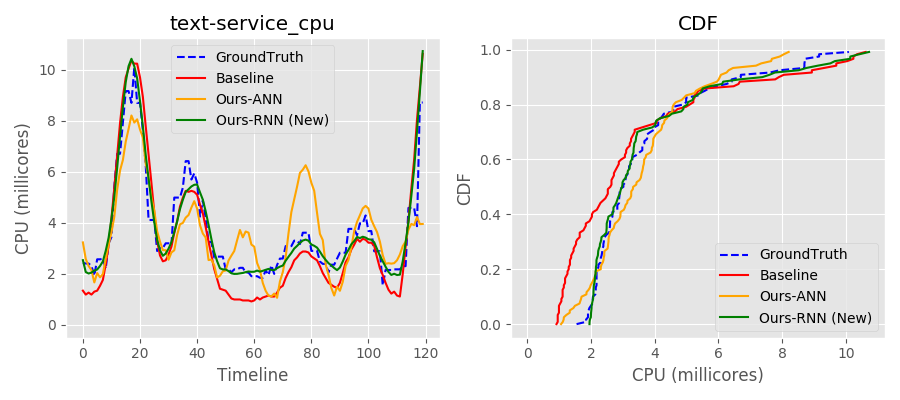 text-service_cpu
CPU (millicores)
10
8
6
4
2
0
0
20
40
60
80
100
120
Timeline
GroundTruth
Baseline
Ours-ANN
Ours-RNN (New)
CDF
CDF
1.0
0.8
0.6
0.4
0.2
0.0
0
2
4
6
8
10
CPU (millicores)
GroundTruth
Baseline
Ours-ANN
Ours-RNN (New)